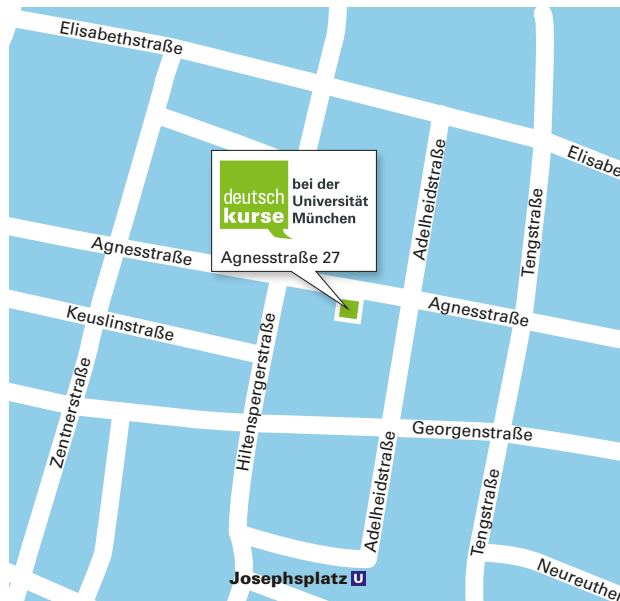 Elisabethstraße
Elisabe
deutsch
kurse
bei der
Universität
München
Agnesstraße 27
Adelheidstraße
Tengstraße
Agnesstraße
Agnesstraße
Keuslinstraße
Zentnerstraße
Hiltenspergerstraße
Georgenstraße
Adelheidstraße
Tengstraße
Josephsplatz U
Neureuther